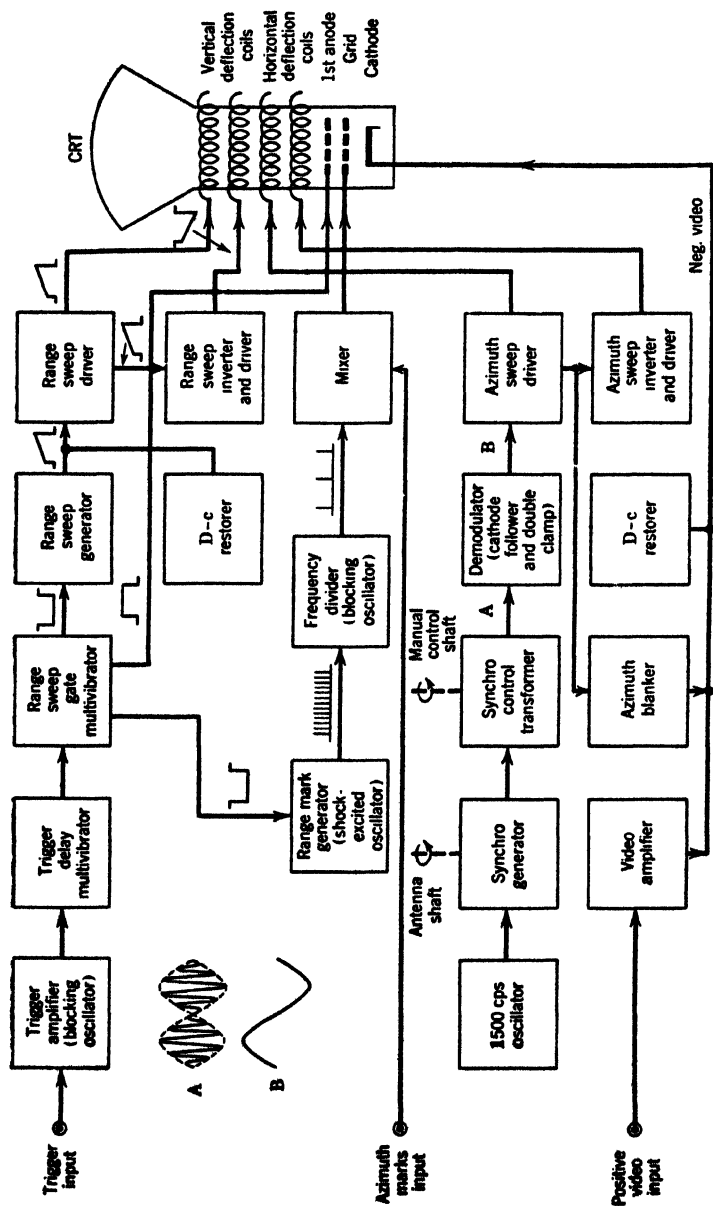 Trigger
input
Trigger
amplifier
(blocking
oscillator)
Trigger
delay
multivibrator
Range
sweep
gate
multivibrator
Range
sweep
generator
Range
sweep
driver
CRT
Vertical
deflection
coils
Horizontal
deflection
coils
1st anode
Grid
Cathode
D-c
restorer
Range
sweep
inverter
and driver
A
B
Range mark
generator
(shock-
excited
oscillator)
Frequency
divider
(blocking
oscillator)
Mixer
Azimuth
marks
input
Antenna
shaft
Manual
control
shaft
1500 cps
oscillator
Synchro
generator
Synchro
control
transformer
A
Demodulator
(cathode
follower
and double
clamp)
B
Azimuth
sweep
driver
Positive
video
input
Video
amplifier
Azimuth
blanker
D-c
restorer
Azimuth
sweep
inverter
and driver
Neg. video